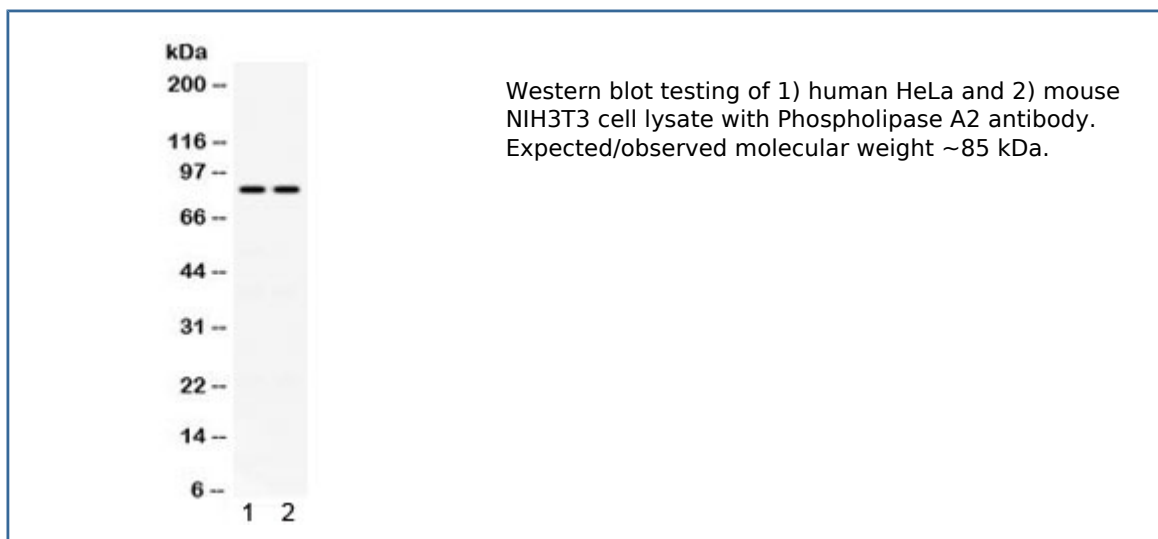 kDa
200 --
116 --
97 --
66 --
44 --
31 --
22 --
14 --
6 --
1 2
Western blot testing of 1) human HeLa and 2) mouse
NIH3T3 cell lysate with Phospholipase A2 antibody.
Expected/observed molecular weight ~85 kDa.